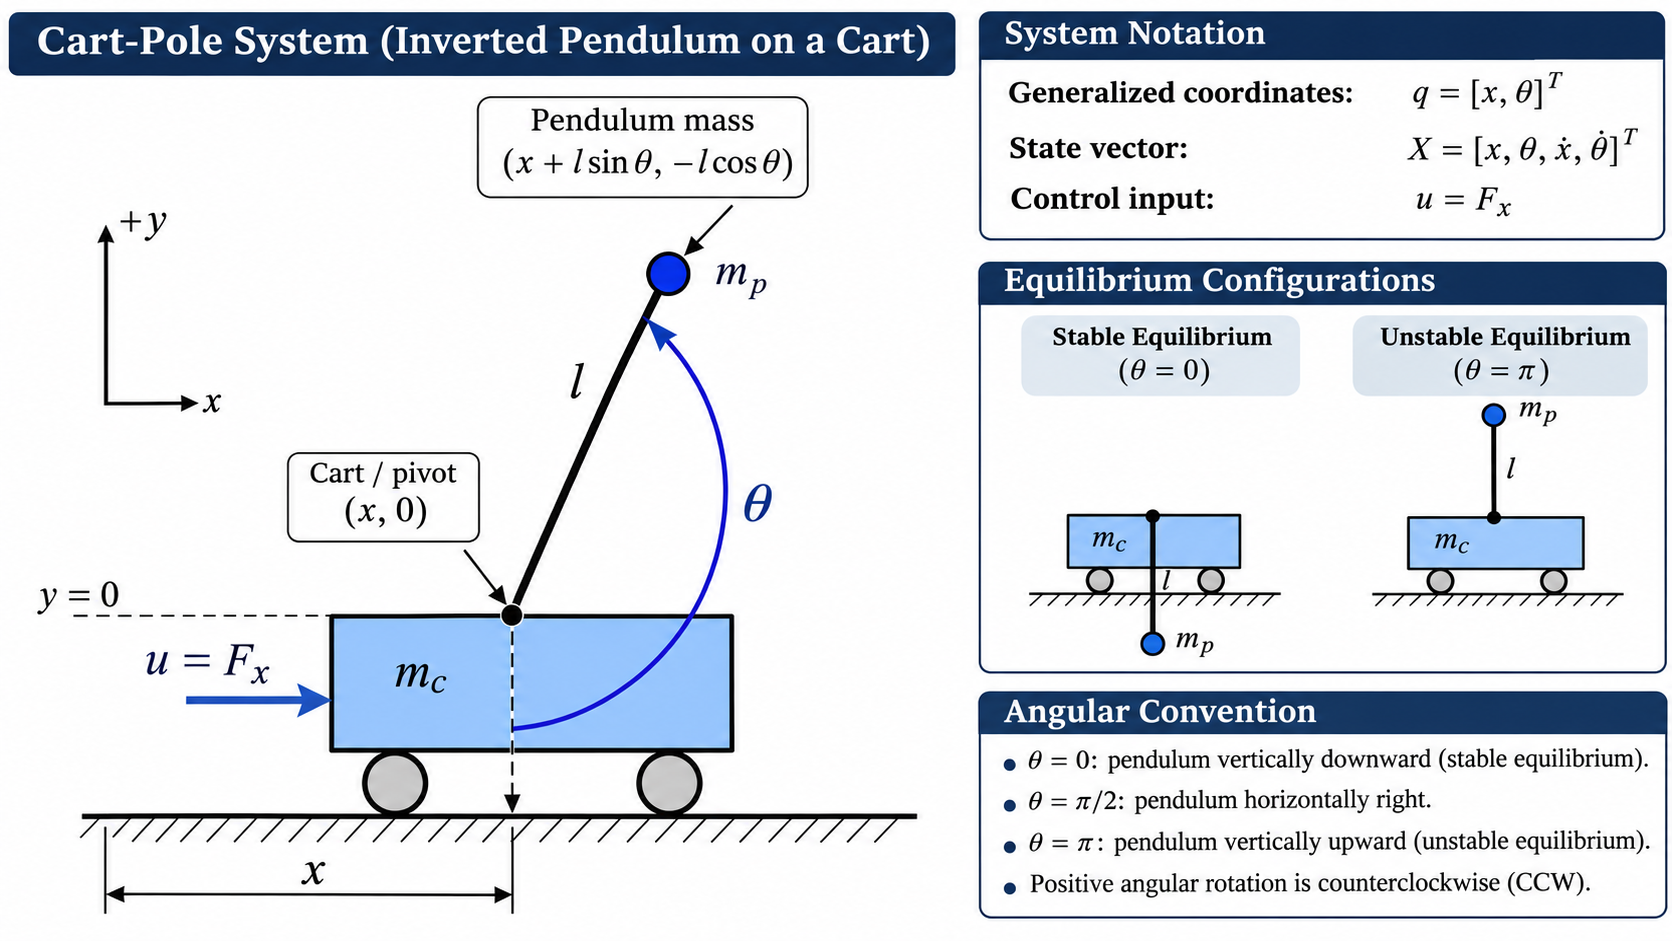 Cart-Pole System (Inverted Pendulum on a Cart)
Pendulum mass
(x + l sin θ, −l cos θ)
+y
x
m_p
l
θ
Cart / pivot
(x, 0)
y = 0
u = F_x
m_c
x
System Notation
Generalized coordinates: q = [x, θ]^T
State vector: X = [x, θ, ẋ, θ̇]^T
Control input: u = F_x
Equilibrium Configurations
Stable Equilibrium
(θ = 0)
m_c
l
m_p
Unstable Equilibrium
(θ = π)
m_p
l
m_c
Angular Convention
• θ = 0: pendulum vertically downward (stable equilibrium).
• θ = π/2: pendulum horizontally right.
• θ = π: pendulum vertically upward (unstable equilibrium).
• Positive angular rotation is counterclockwise (CCW).